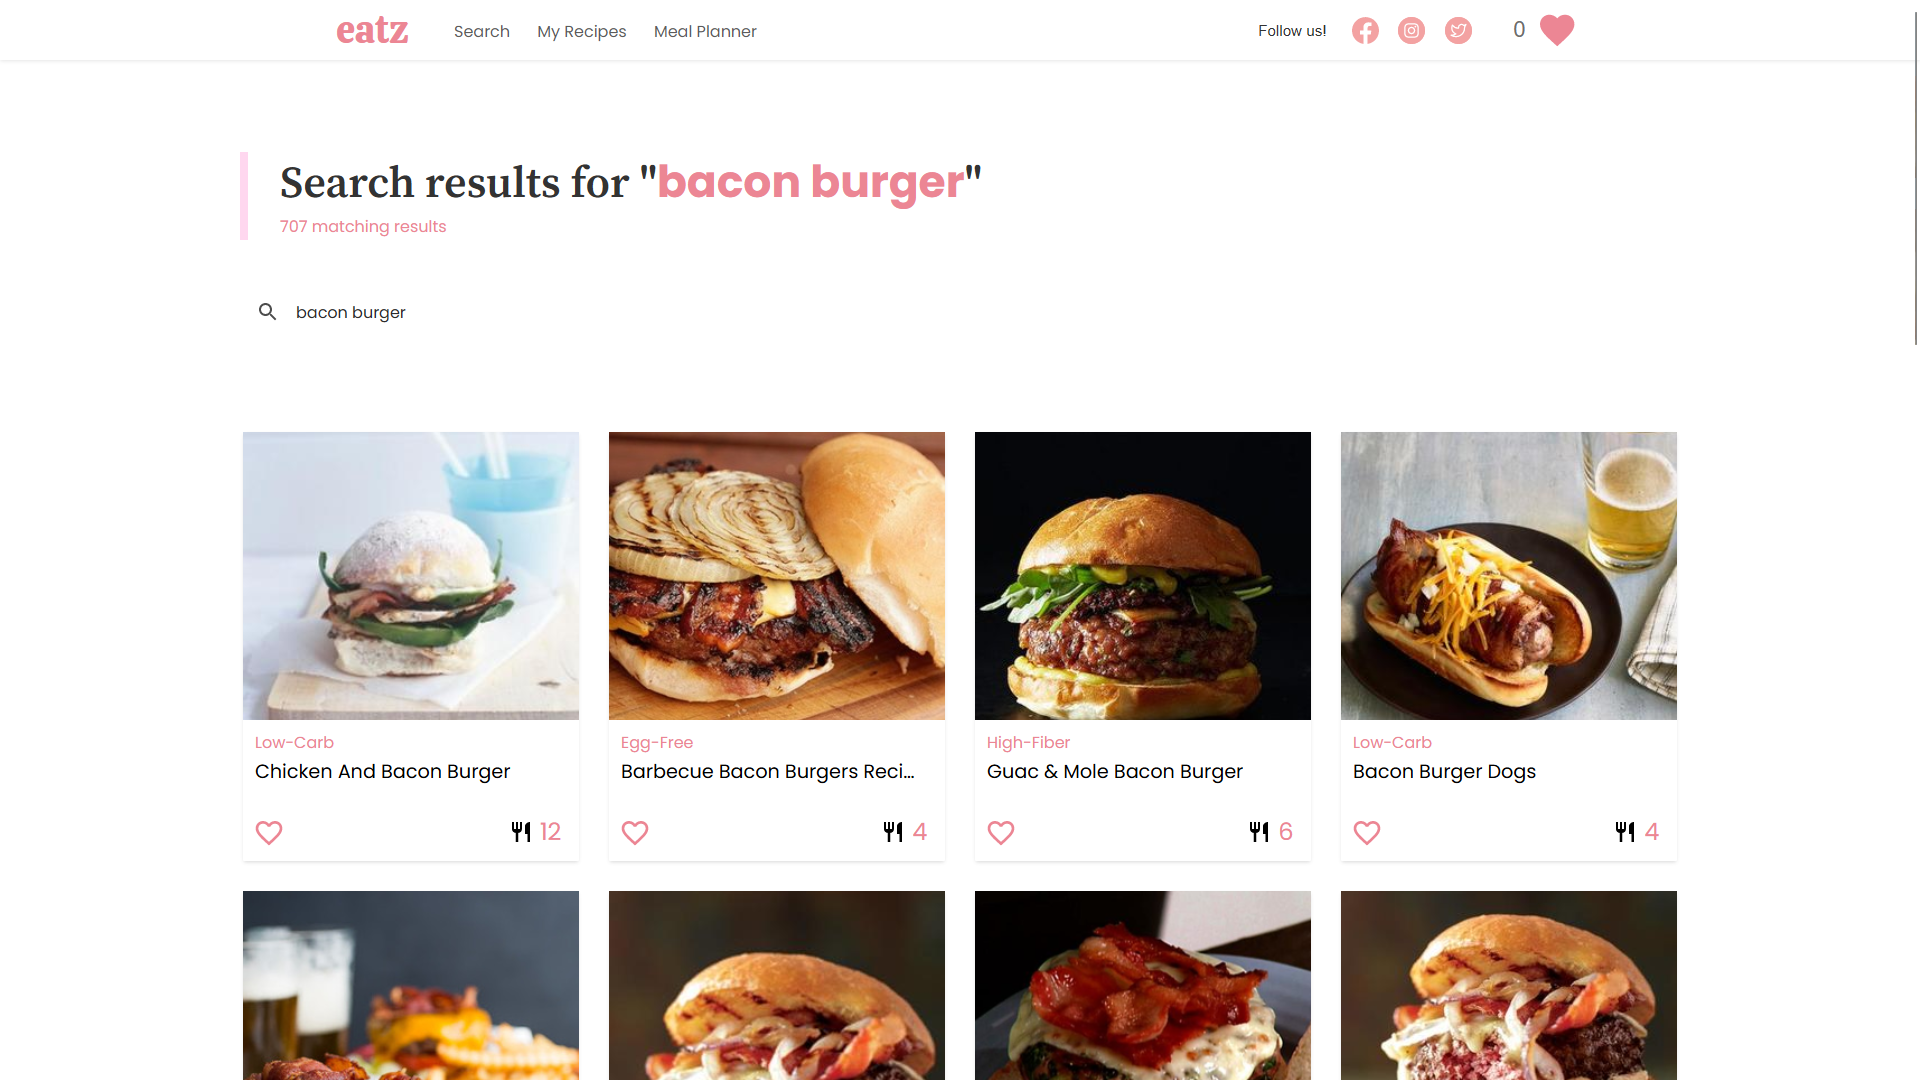 eatz
Search My Recipes Meal Planner
Follow us!
0
Search results for "bacon burger"
707 matching results
bacon burger
Low-Carb
Chicken And Bacon Burger
12
Egg-Free
Barbecue Bacon Burgers Reci...
4
High-Fiber
Guac & Mole Bacon Burger
6
Low-Carb
Bacon Burger Dogs
4